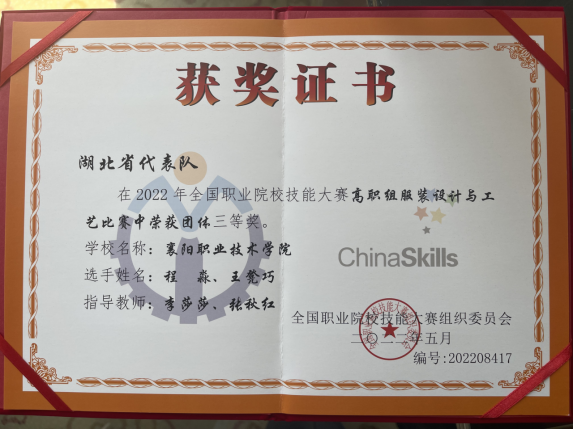 获奖证书
湖北省代表队
在2022年全国职业院校技能大赛高职组服装设计与工
艺比赛中荣获团体三等奖。
学校名称：襄阳职业技术学院
选手姓名：程 淼、王梵巧
指导教师：李莎莎、张秋红
ChinaSkills
全国职业院校技能大赛组织委员会
二〇二二年五月
编号:202208417